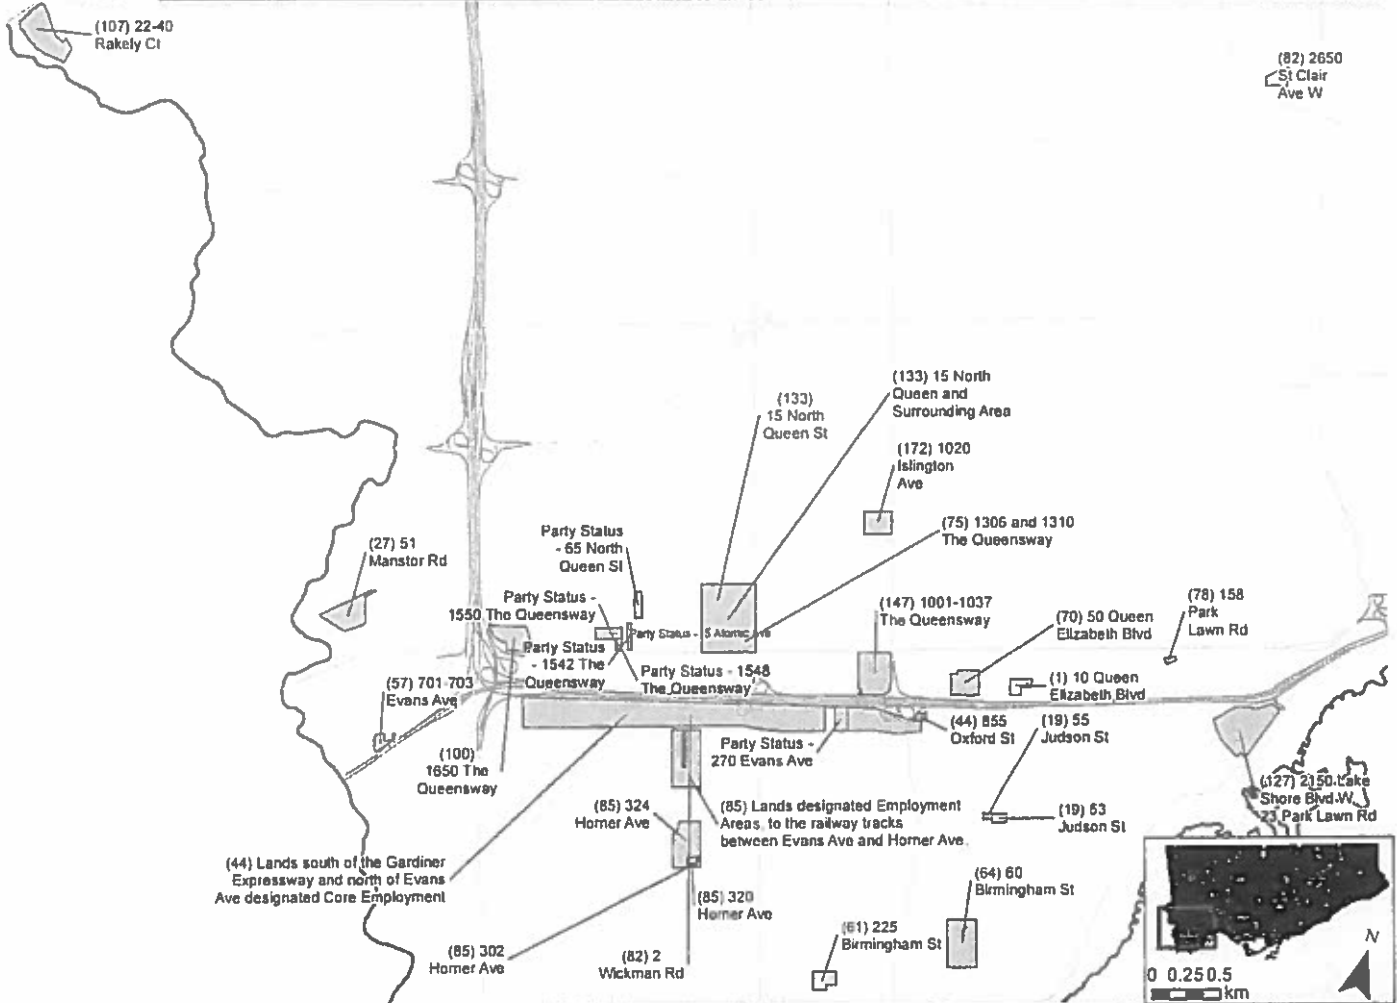 (107) 22-40
Rakely Ct
(82) 2650
St Clair
Ave W
(133) 15 North
Queen and
Surrounding Area
(133)
15 North
Queen St
(172) 1020
Islington
Ave
(75) 1306 and 1310
The Queensway
Party Status
- 65 North
Queen St
(27) 51
Manstor Rd
Party Status -
1550 The Queensway
Party Status - 5 Atomic Ave
(147) 1001-1037
The Queensway
(70) 50 Queen
Elizabeth Blvd
(78) 158
Park
Lawn Rd
Party Status
- 1542 The
Queensway
Party Status - 1548
The Queensway
(57) 701-703
Evans Ave
(1) 10 Queen
Elizabeth Blvd
(44) 855
Oxford St
(19) 55
Judson St
Party Status -
270 Evans Ave
(100)
1650 The
Queensway
(127) 2150 Lake
Shore Blvd W,
23 Park Lawn Rd
(85) 324
Horner Ave
(85) Lands designated Employment
Areas, to the railway tracks
between Evans Ave and Horner Ave.
(19) 63
Judson St
(44) Lands south of the Gardiner
Expressway and north of Evans
Ave designated Core Employment
(64) 60
Birmingham St
(85) 320
Horner Ave
(61) 225
Birmingham St
(85) 302
Horner Ave
(82) 2
Wickman Rd
N
0 0.25 0.5
km